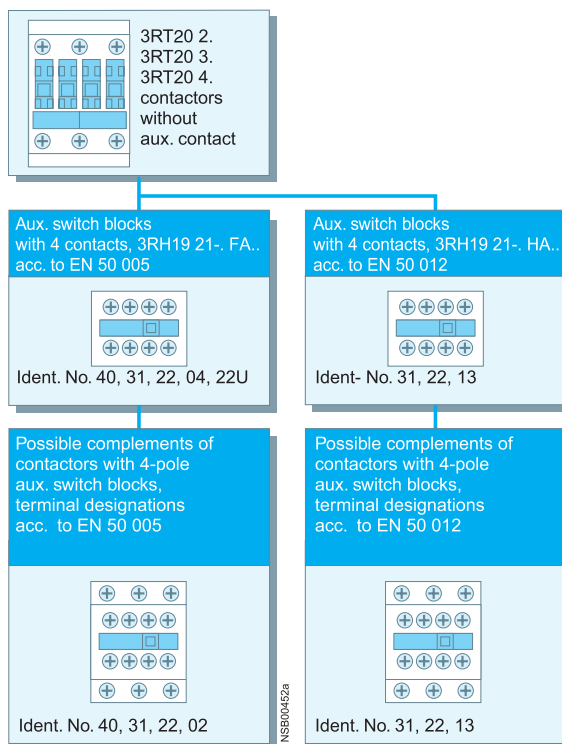 3RT20 2.
3RT20 3.
3RT20 4.
contactors
without
aux. contact
Aux. switch blocks
with 4 contacts, 3RH19 21-. FA..
acc. to EN 50 005
Ident. No. 40, 31, 22, 04, 22U
Aux. switch blocks
with 4 contacts, 3RH19 21-. HA..
acc. to EN 50 012
Ident- No. 31, 22, 13
Possible complements of
contactors with 4-pole
aux. switch blocks,
terminal designations
acc. to EN 50 005
Ident. No. 40, 31, 22, 02
Possible complements of
contactors with 4-pole
aux. switch blocks,
terminal designations
acc. to EN 50 012
Ident. No. 31, 22, 13
NSB00452a